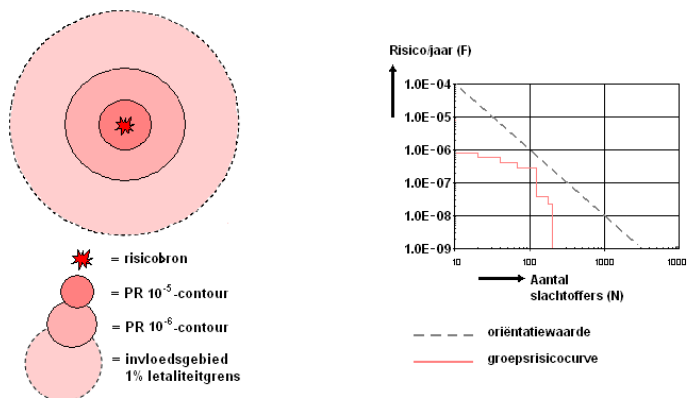 = risicobron
= PR 10⁻⁵-contour
= PR 10⁻⁶-contour
= invloedsgebied
1% letaliteitgrens
Risico/jaar (F)
1.0E-04
1.0E-05
1.0E-06
1.0E-07
1.0E-08
1.0E-09
10 100 1000 1000
Aantal
slachtoffers (N)
oriëntatiewaarde
groepsrisicocurve